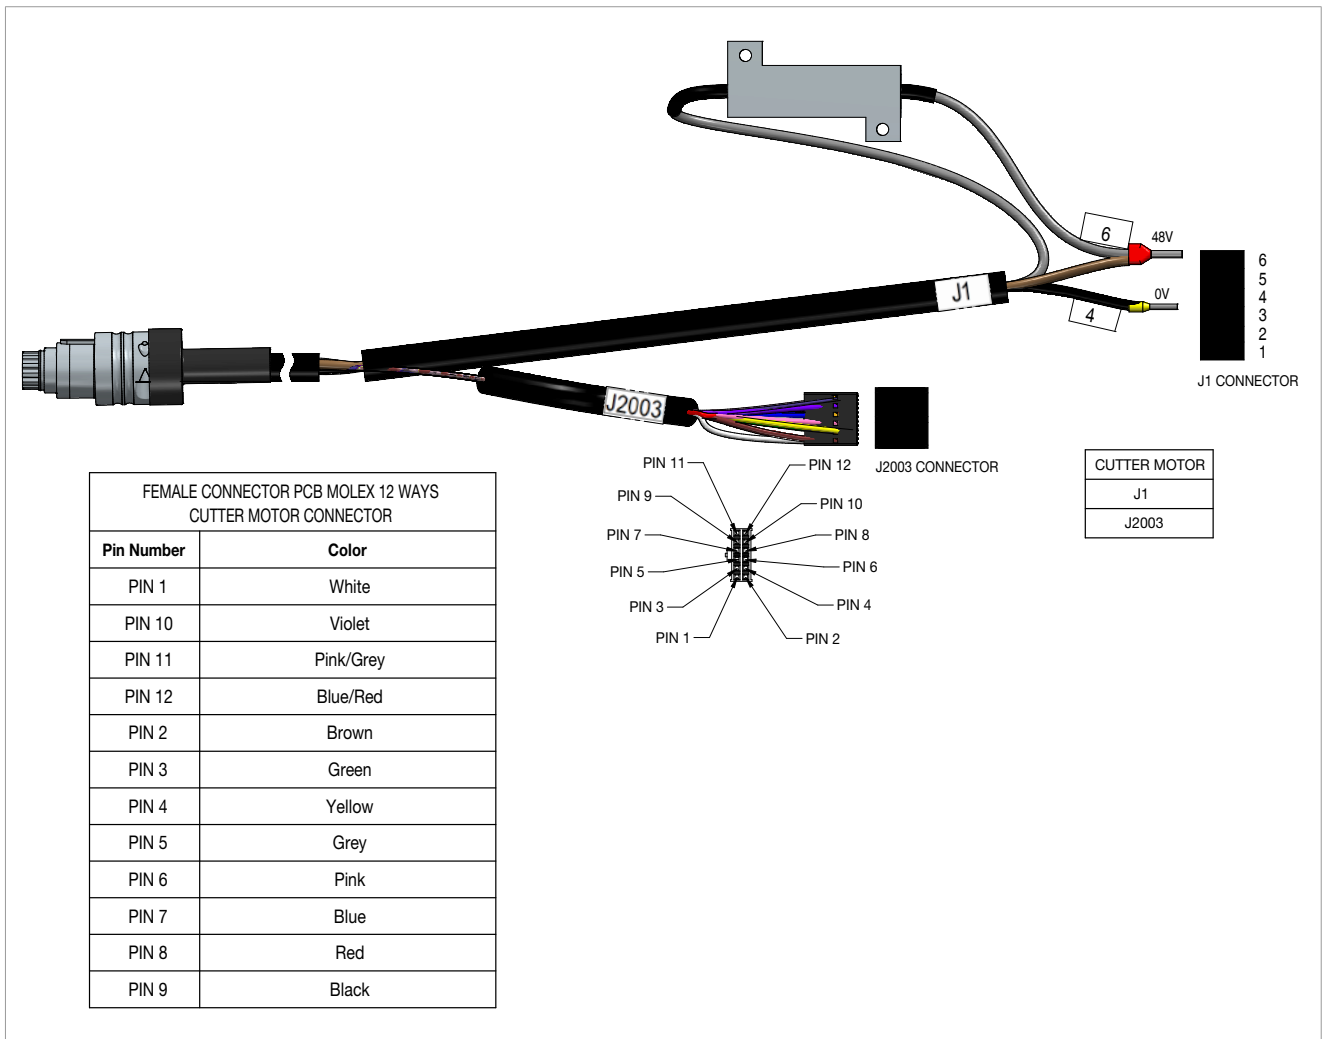 6
48V
0V
4
J1
6
5
4
3
2
1
J1 CONNECTOR
J2003
J2003 CONNECTOR
PIN 11
PIN 12
PIN 9
PIN 10
PIN 7
PIN 8
PIN 5
PIN 6
PIN 3
PIN 4
PIN 1
PIN 2
CUTTER MOTOR
J1
J2003
FEMALE CONNECTOR PCB MOLEX 12 WAYS
CUTTER MOTOR CONNECTOR
Pin Number Color
PIN 1 White
PIN 10 Violet
PIN 11 Pink/Grey
PIN 12 Blue/Red
PIN 2 Brown
PIN 3 Green
PIN 4 Yellow
PIN 5 Grey
PIN 6 Pink
PIN 7 Blue
PIN 8 Red
PIN 9 Black